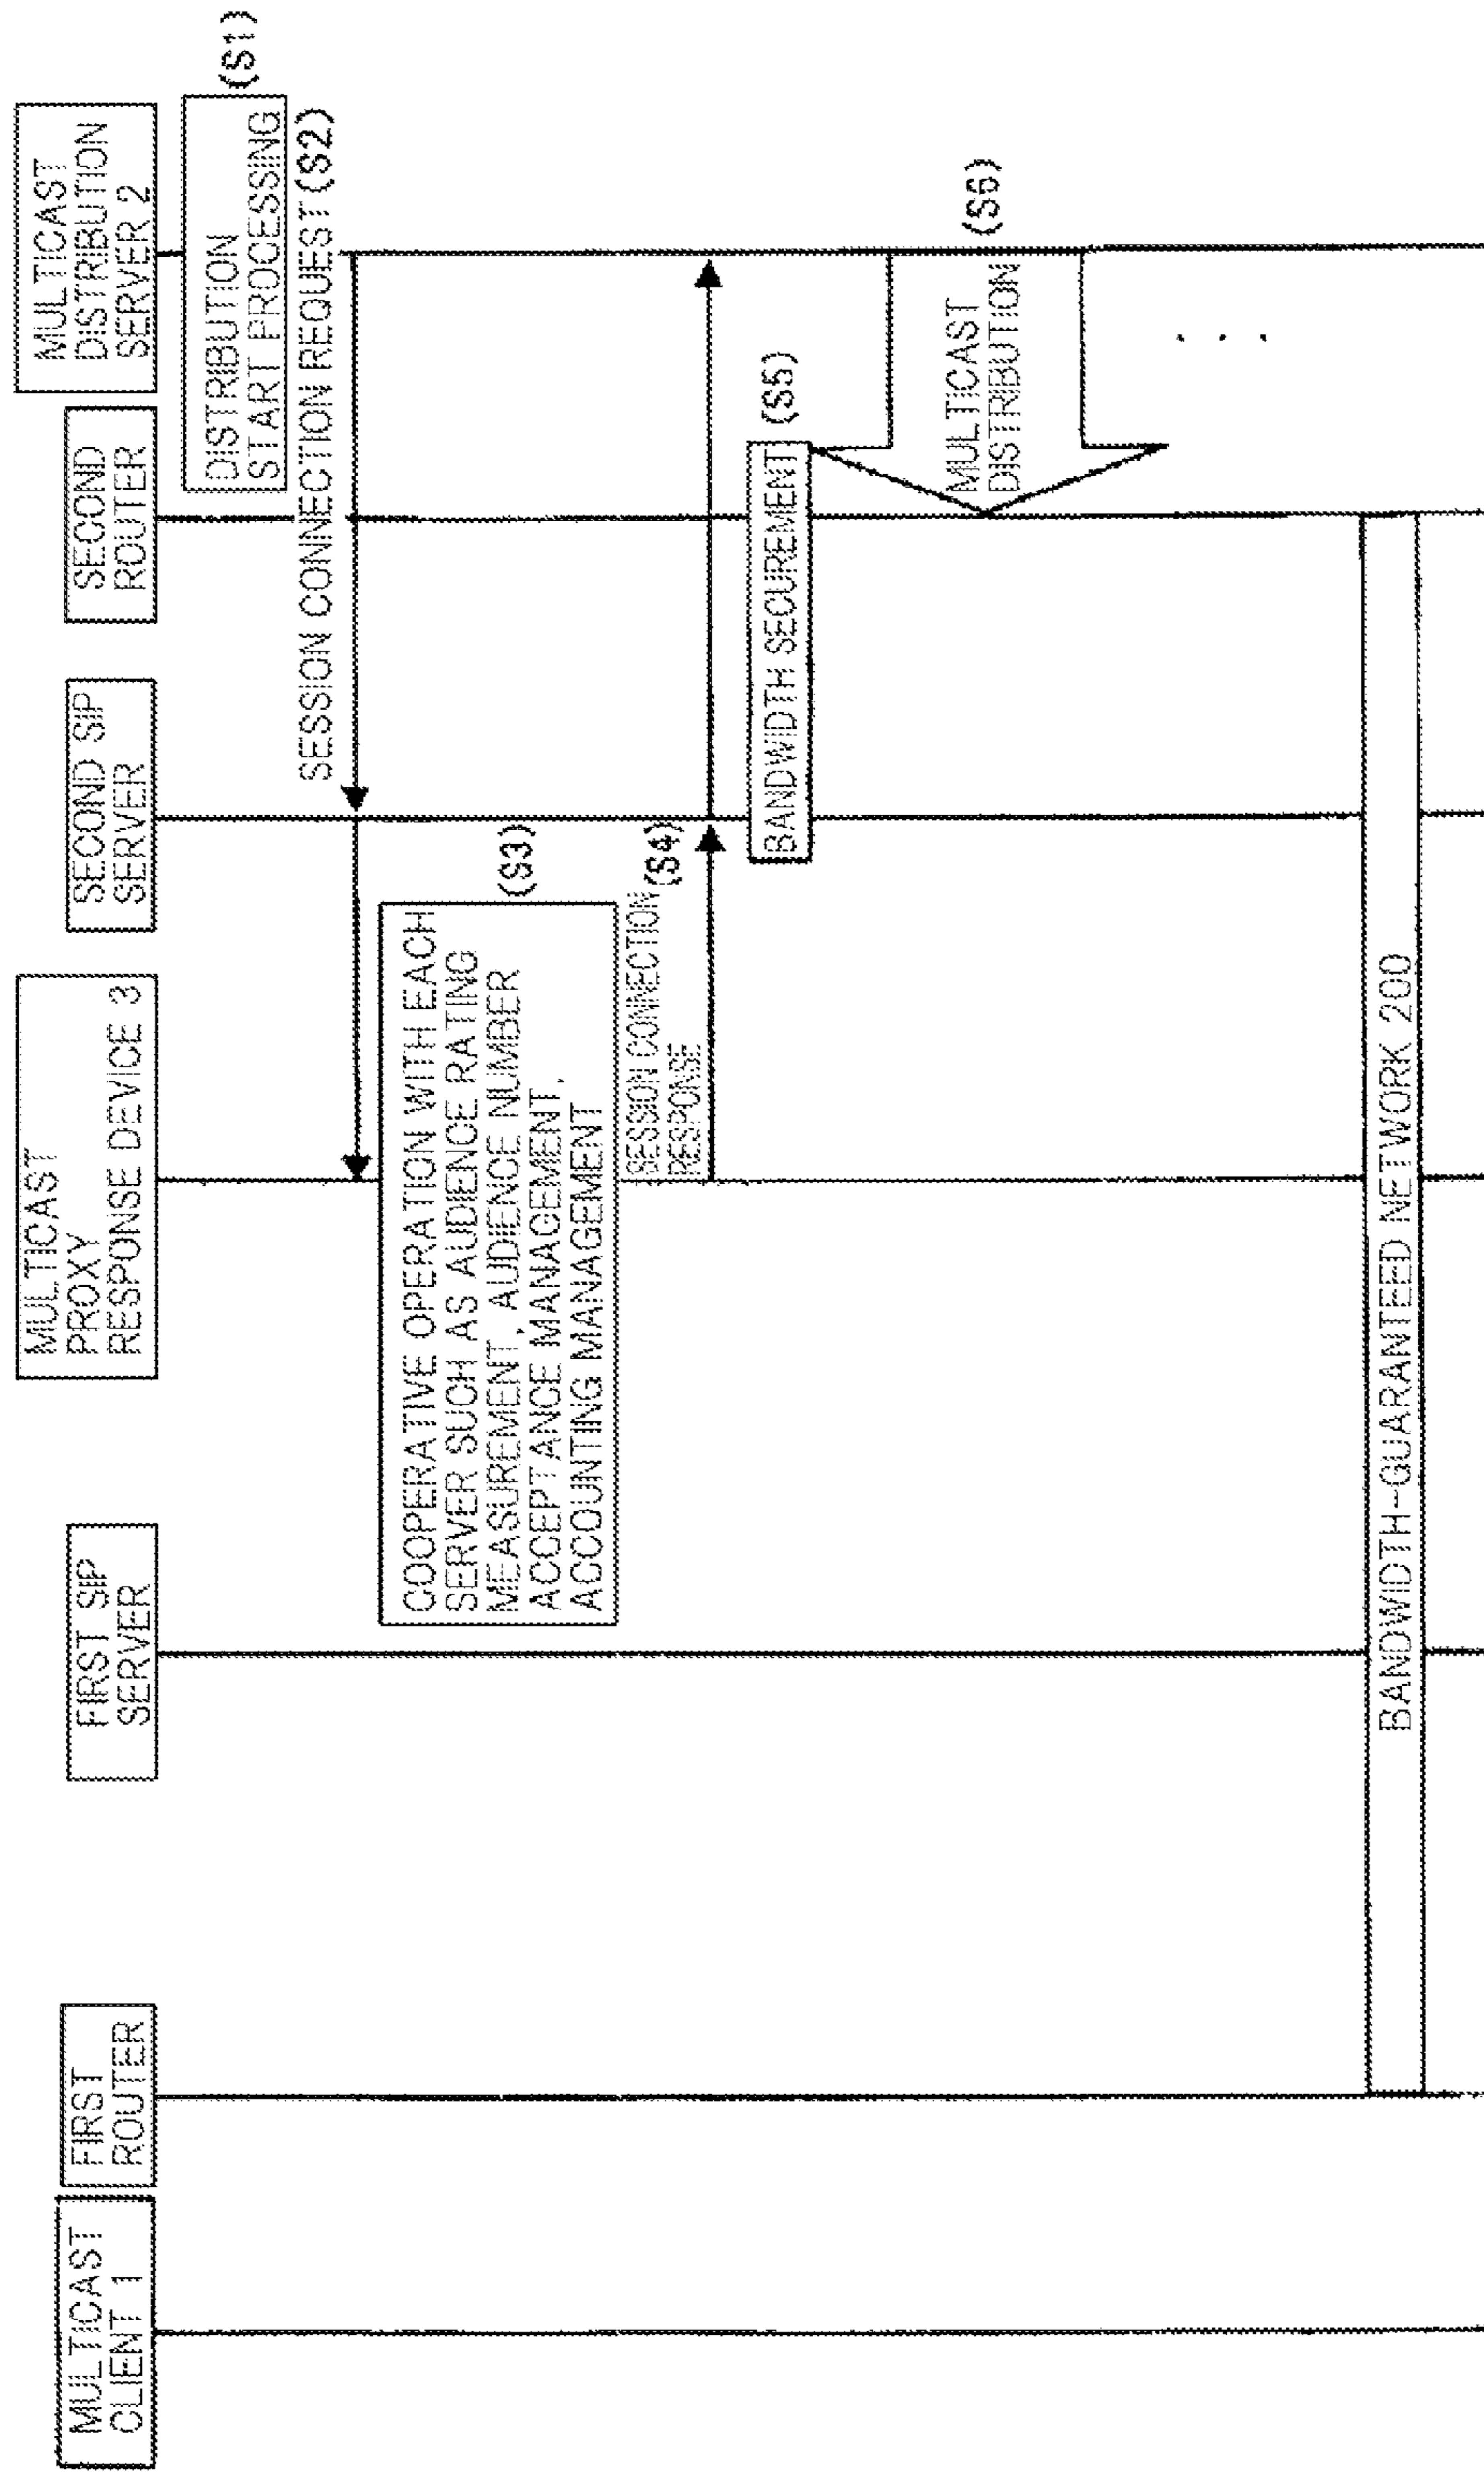 MULTICAST
CLIENT 1
FIRST
ROUTER
FIRST SIP
SERVER
MULTICAST
PROXY
RESPONSE DEVICE 3
SECOND SIP
SERVER
SECOND
ROUTER
MULTICAST
DISTRIBUTION
SERVER 2
DISTRIBUTION
START PROCESSING
(S1)
SESSION CONNECTION REQUEST(S2)
COOPERATIVE OPERATION WITH EACH
SERVER SUCH AS AUDIENCE RATING
MEASUREMENT, AUDIENCE NUMBER
ACCEPTANCE MANAGEMENT,
ACCOUNTING MANAGEMENT
(S3)
SESSION CONNECTION
RESPONSE
(S4)
BANDWIDTH SECUREMENT
(S5)
MULTICAST
DISTRIBUTION
(S6)
. . .
BANDWIDTH-GUARANTEED NETWORK 200